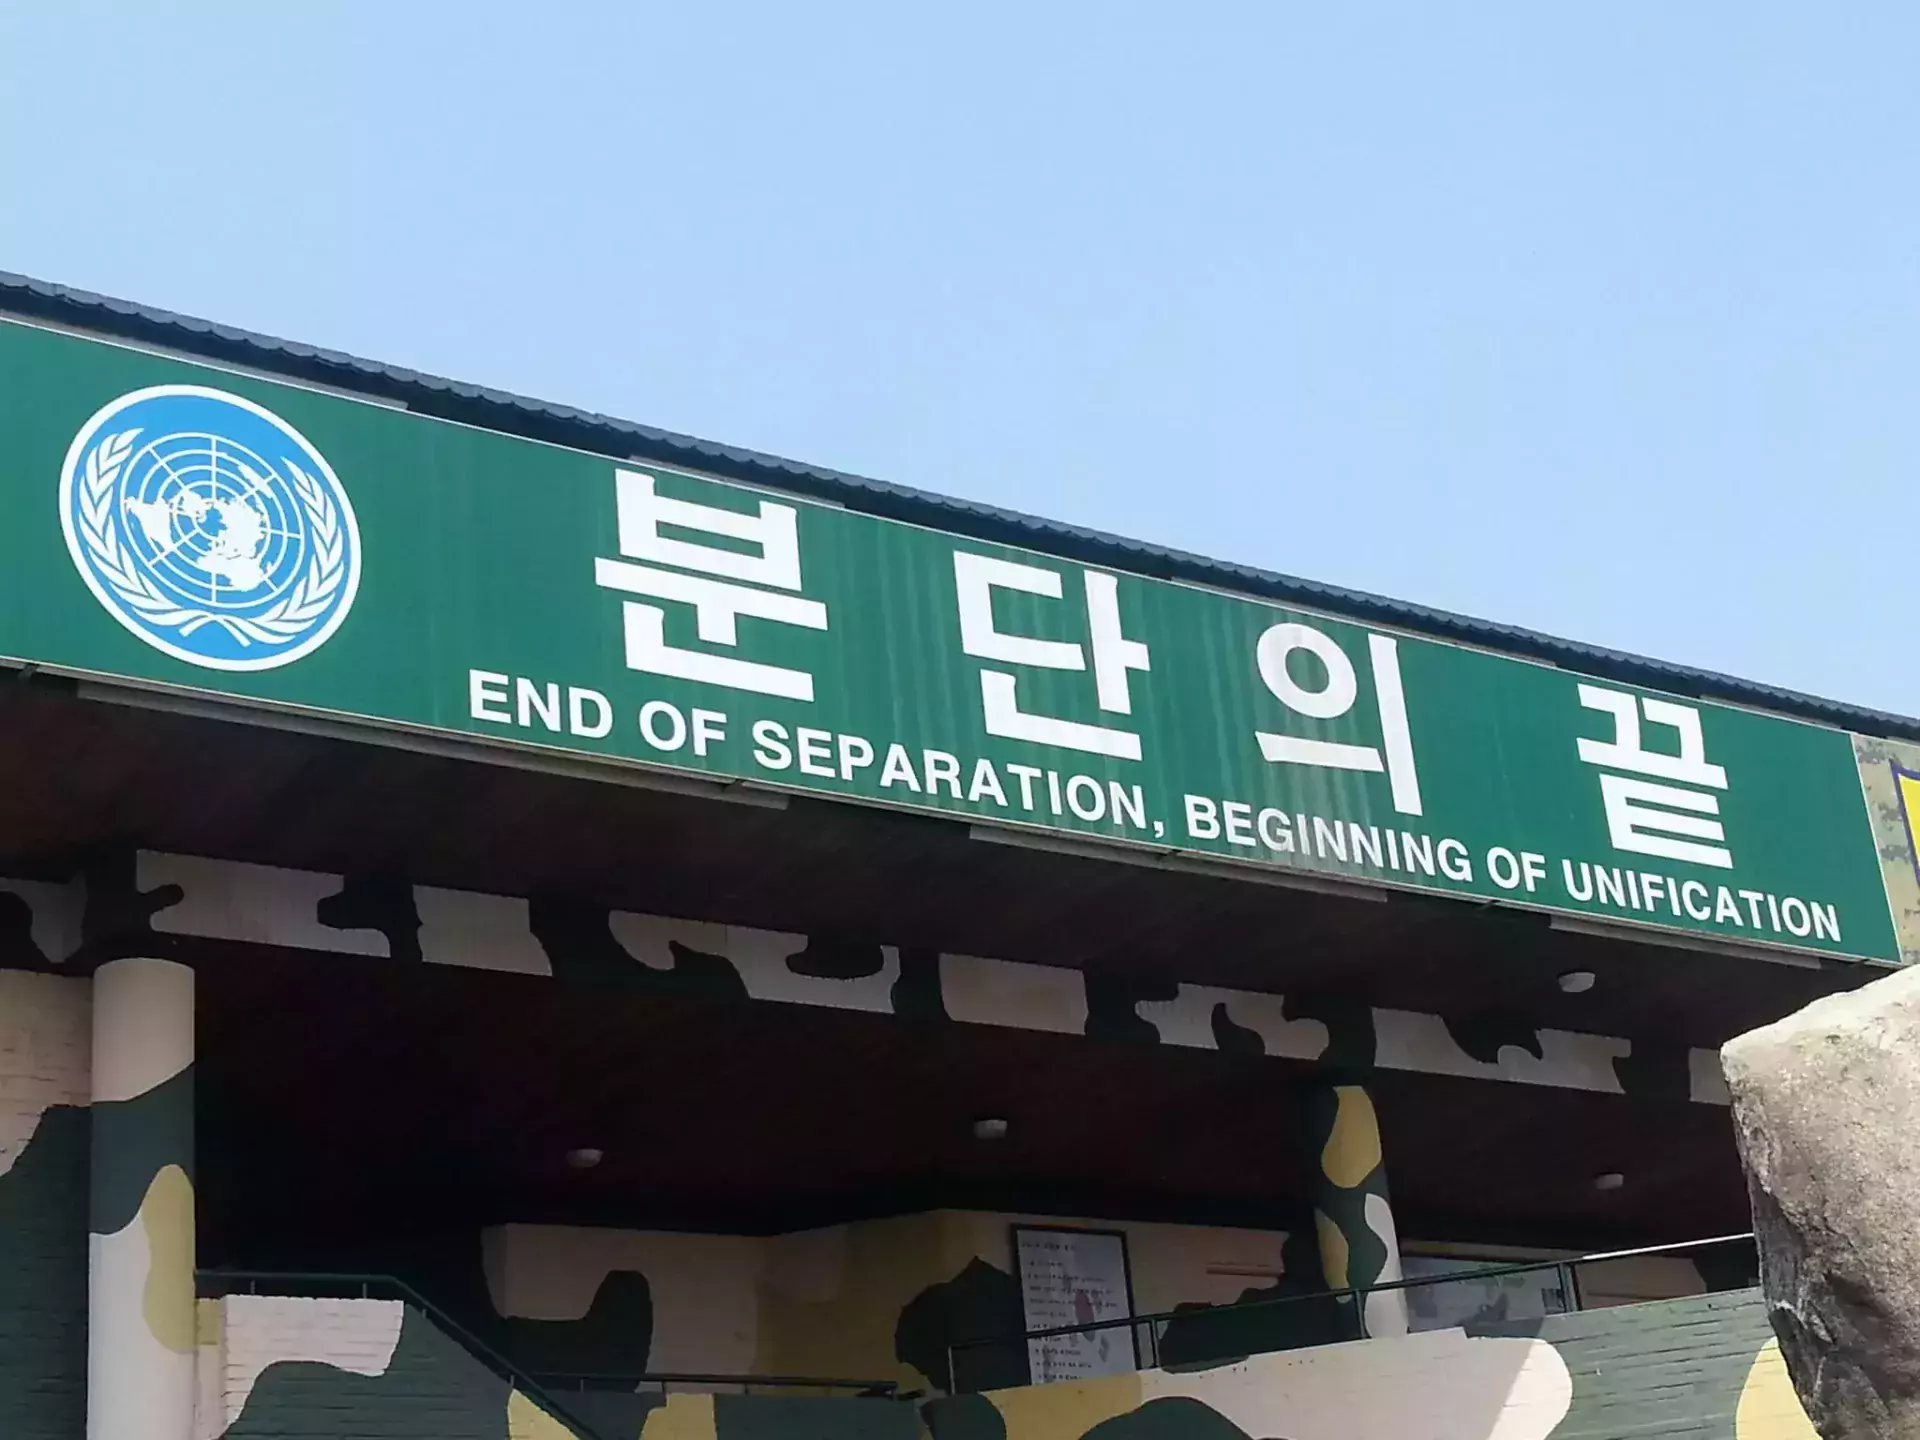 분단의 끝
END OF SEPARATION, BEGINNING OF UNIFICATION